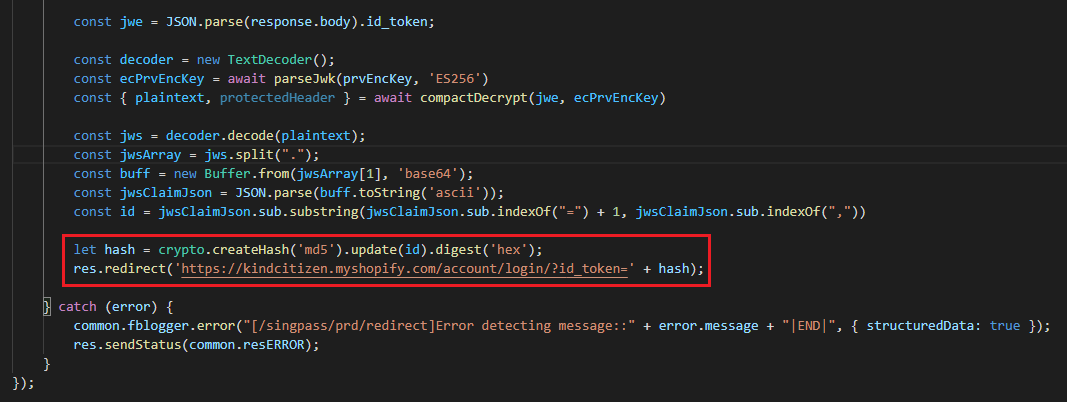 const jwe = JSON.parse(response.body).id_token;
const decoder = new TextDecoder();
const ecPrvEncKey = await parseJwk(prvEncKey, 'ES256')
const { plaintext, protectedHeader } = await compactDecrypt(jwe, ecPrvEncKey)
const jws = decoder.decode(plaintext);
const jwsArray = jws.split(".");
const buff = new Buffer.from(jwsArray[1], 'base64');
const jwsClaimJson = JSON.parse(buff.toString('ascii'));
const id = jwsClaimJson.sub.substring(jwsClaimJson.sub.indexOf("=") + 1, jwsClaimJson.sub.indexOf(","))
let hash = crypto.createHash('md5').update(id).digest('hex');
res.redirect('https://kindcitizen.myshopify.com/account/login/?id_token=' + hash);
} catch (error) {
common.fblogger.error("[/singpass/prd/redirect]Error detecting message::" + error.message + "|END|", { structuredData: true });
res.sendStatus(common.resERROR);
}
});